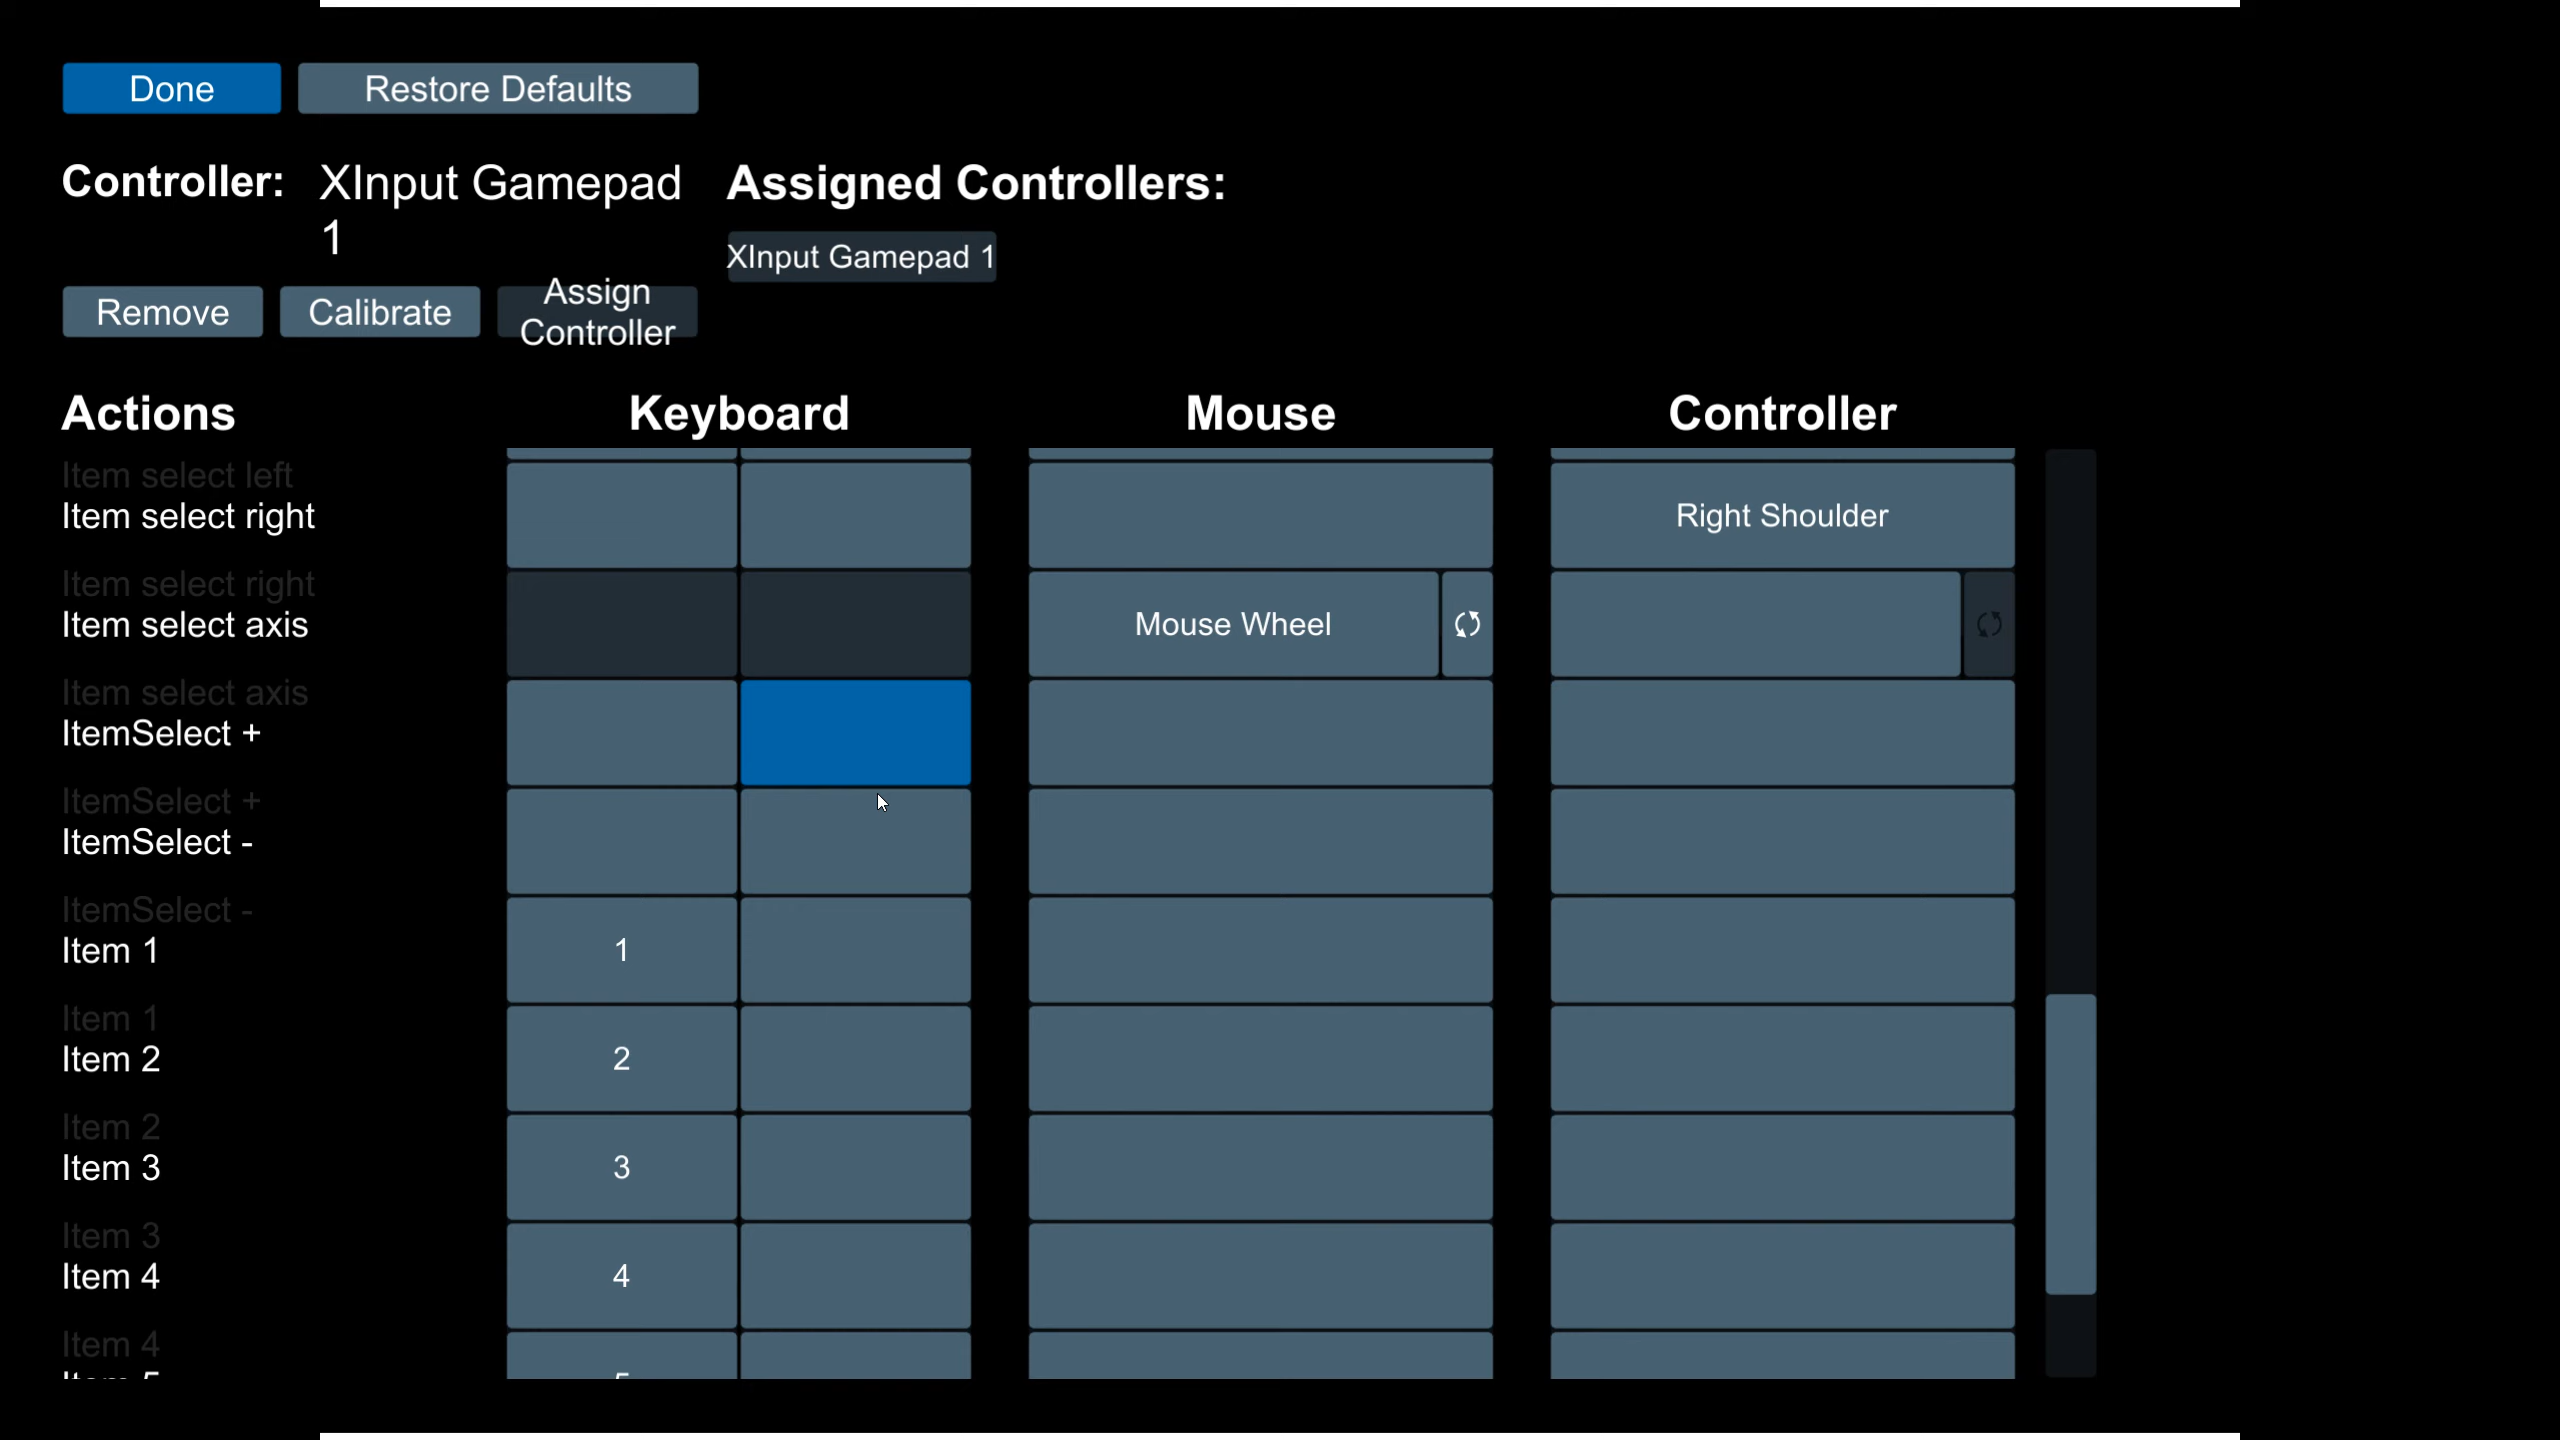 Done
Restore Defaults
Controller:
XInput Gamepad
1
Assigned Controllers:
XInput Gamepad 1
Remove
Calibrate
Assign
Controller
Actions
Keyboard
Mouse
Controller
Item select left
Item select right
Right Shoulder
Item select right
Item select axis
Mouse Wheel
Item select axis
ItemSelect +
ItemSelect +
ItemSelect -
ItemSelect -
Item 1
1
Item 1
Item 2
2
Item 2
Item 3
3
Item 3
Item 4
4
Item 4
Item 5
5